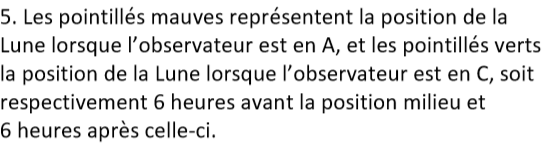 5. Les pointillés mauves représentent la position de la
Lune lorsque l’observateur est en A, et les pointillés verts
la position de la Lune lorsque l’observateur est en C, soit
respectivement 6 heures avant la position milieu et
6 heures après celle-ci.